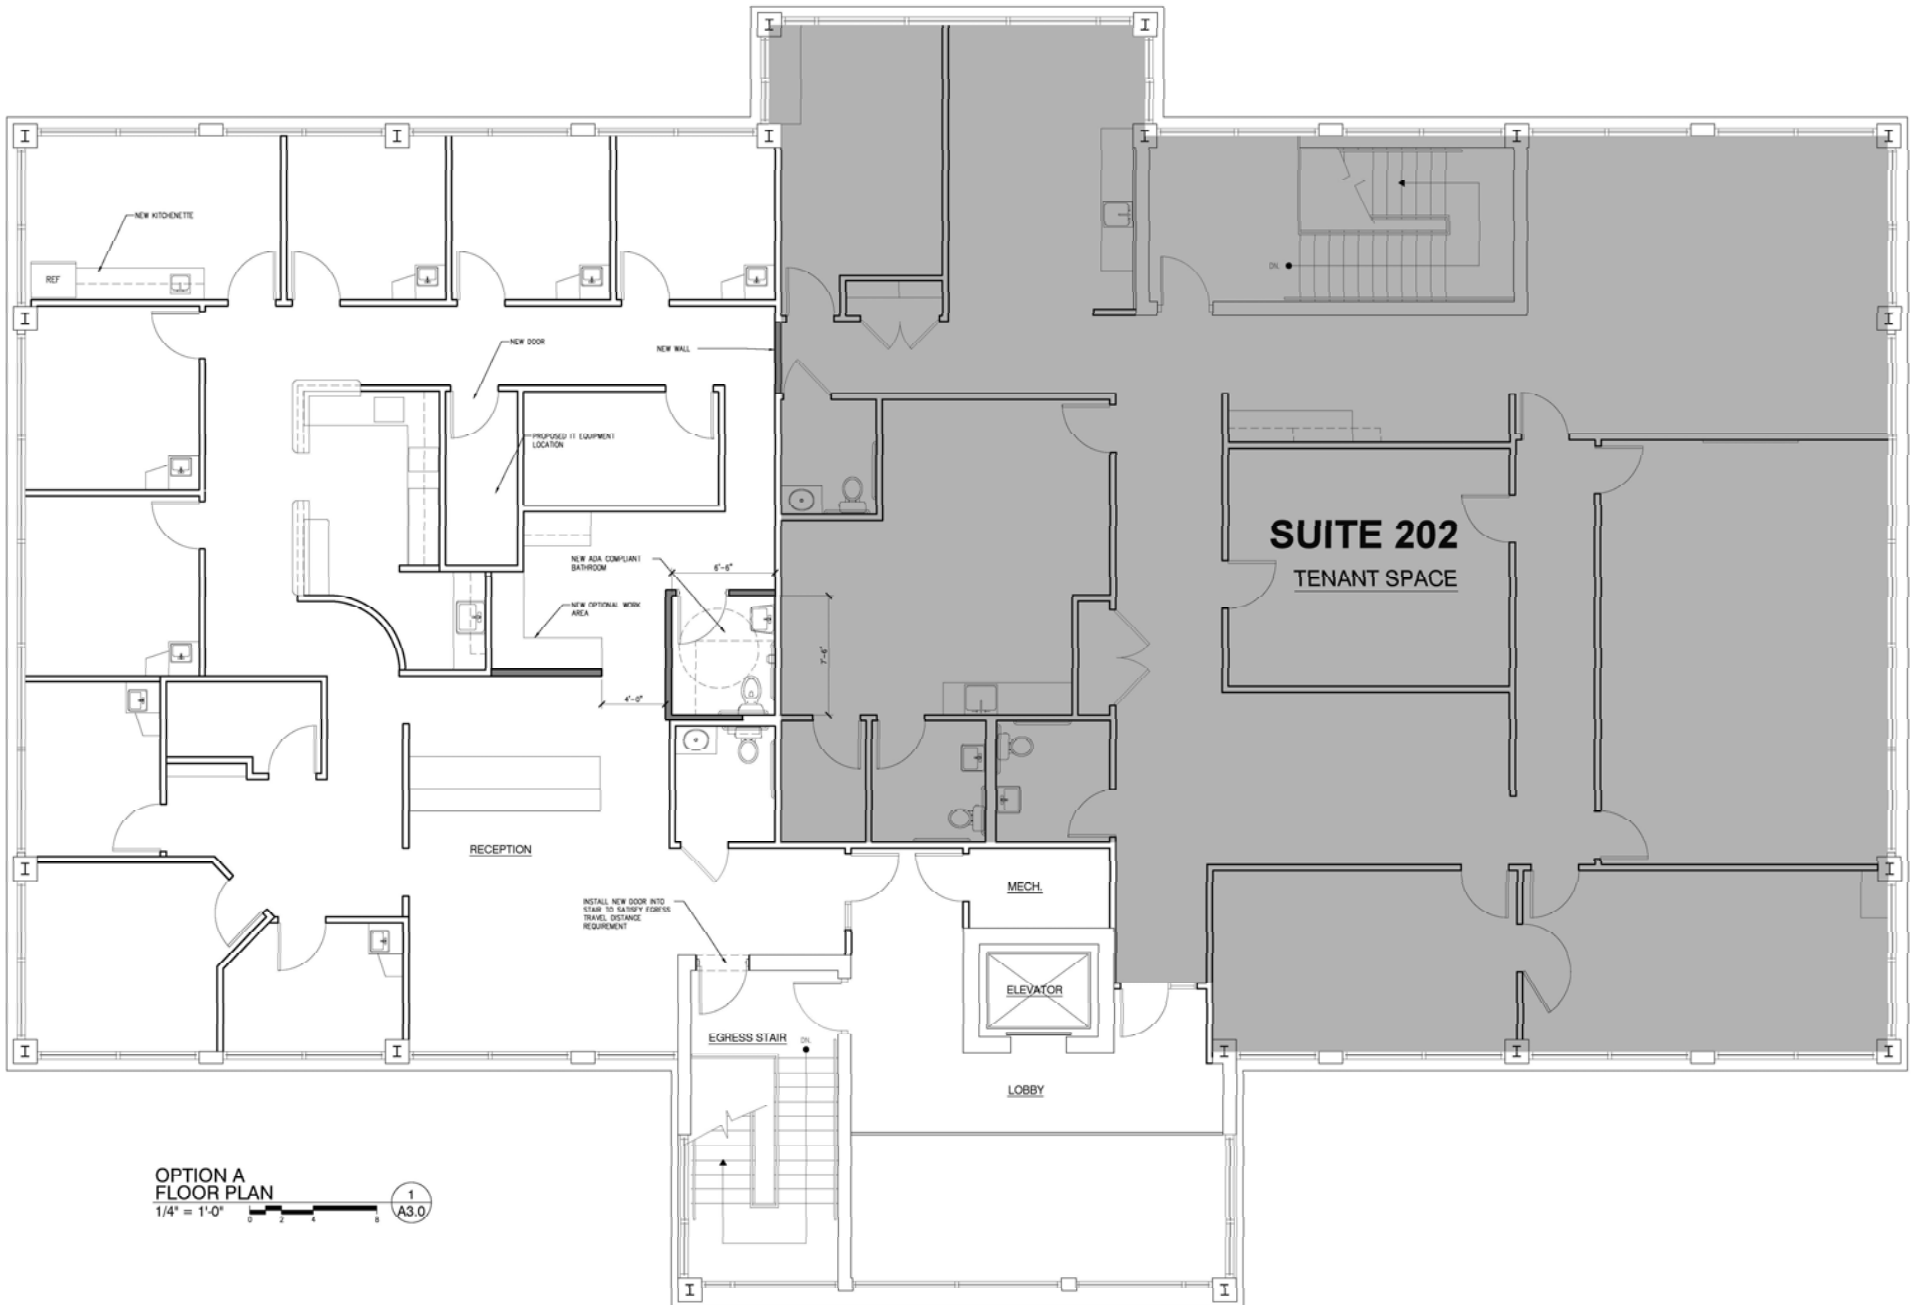 NEW KITCHENETTE
REF
NEW DOOR
NEW WALL
DN.
PROPOSED IT EQUIPMENT
LOCATION
SUITE 202
TENANT SPACE
NEW ADA COMPLIANT
BATHROOM
6'-6"
NEW OPTIONAL WORK
AREA
7'-6"
4'-0"
RECEPTION
MECH.
INSTALL NEW DOOR INTO
STAIR TO SATISFY EGRESS
TRAVEL DISTANCE
REQUIREMENT
ELEVATOR
EGRESS STAIR
DN.
LOBBY
OPTION A
FLOOR PLAN
1/4" = 1'-0"
0 2 4 8
1
A3.0